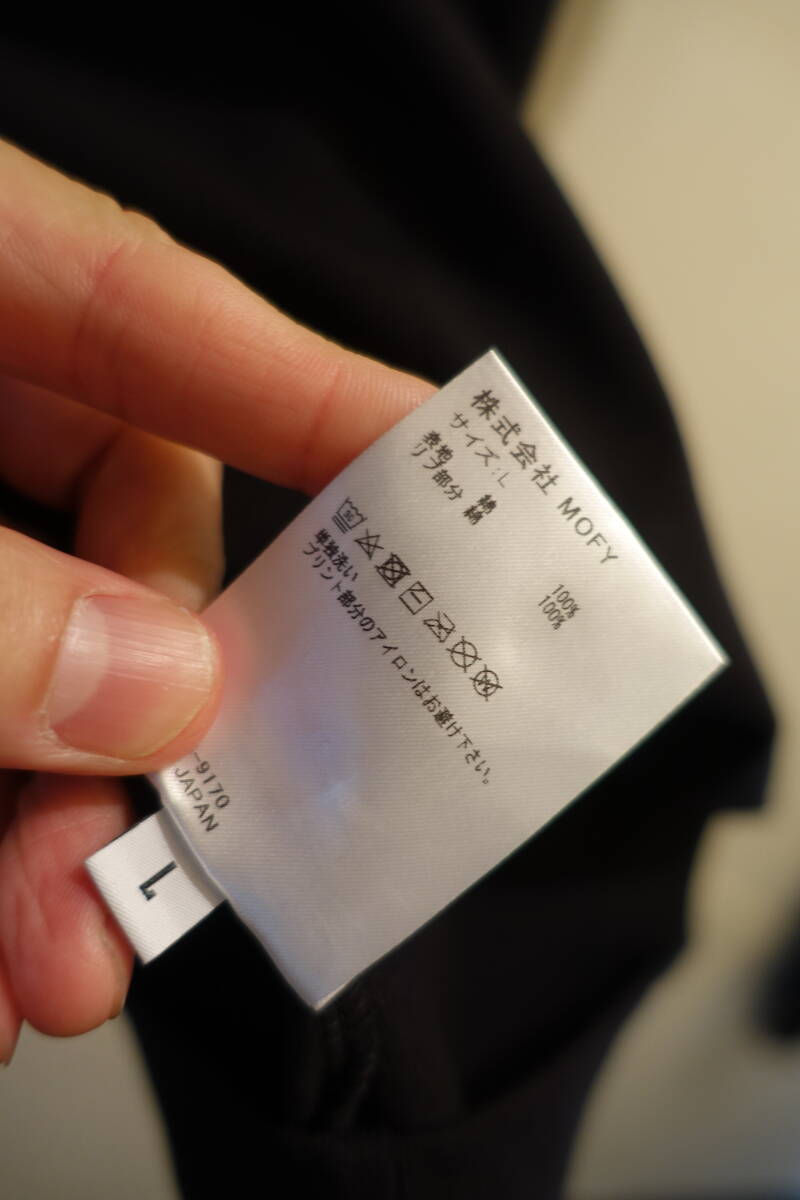 株式会社 MOFY
サイズ:L
表地 綿 100%
リブ部分 綿 100%
単独洗い
プリント部分のアイロンはお避け下さい。
-9170
JAPAN
L